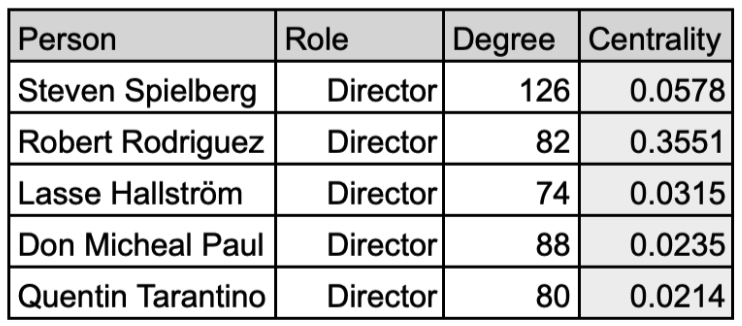 Person Role Degree Centrality
Steven Spielberg Director 126 0.0578
Robert Rodriguez Director 82 0.3551
Lasse Hallström Director 74 0.0315
Don Micheal Paul Director 88 0.0235
Quentin Tarantino Director 80 0.0214